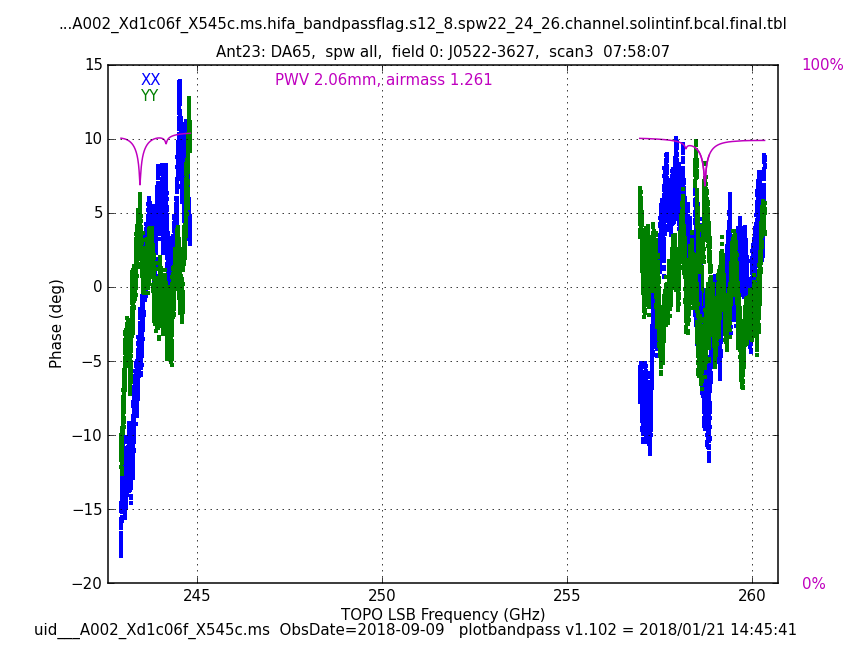 ...A002_Xd1c06f_X545c.ms.hifa_bandpassflag.s12_8.spw22_24_26.channel.solintinf.bcal.final.tbl
Ant23: DA65,  spw all,  field 0: J0522-3627,  scan3  07:58:07
15
100%
XX
PWV 2.06mm, airmass 1.261
YY
10
5
0
Phase (deg)
−5
−10
−15
−20
0%
245
250
255
260
TOPO LSB Frequency (GHz)
uid___A002_Xd1c06f_X545c.ms  ObsDate=2018-09-09   plotbandpass v1.102 = 2018/01/21 14:45:41